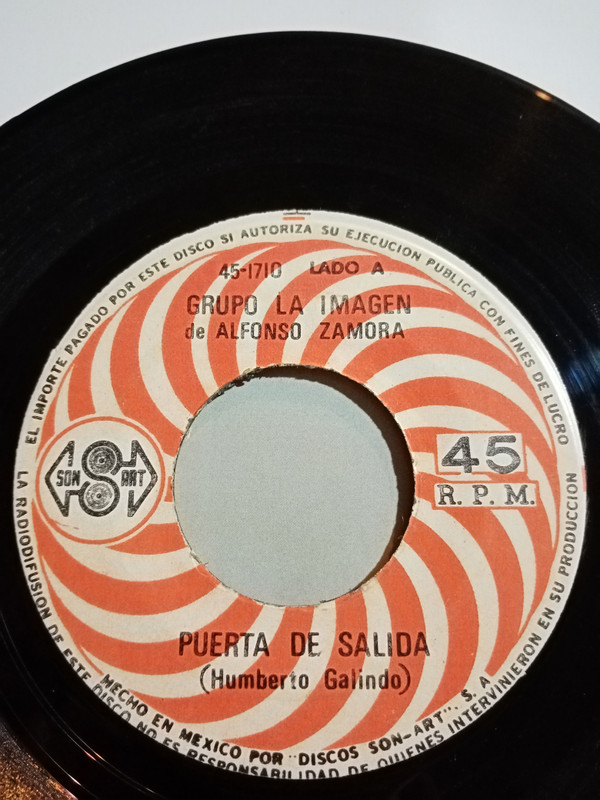 EL IMPORTE PAGADO POR ESTE DISCO SI AUTORIZA SU EJECUCION PUBLICA CON FINES DE LUCRO
45-1710 LADO A
GRUPO LA IMAGEN
de ALFONSO ZAMORA
SON ART
45
R. P. M.
PUERTA DE SALIDA
(Humberto Galindo)
HECHO EN MEXICO POR "DISCOS SON-ART". S. A
LA RADIODIFUSION DE ESTE DISCO NO ES RESPONSABILIDAD DE QUIENES INTERVINIERON EN SU PRODUCCION